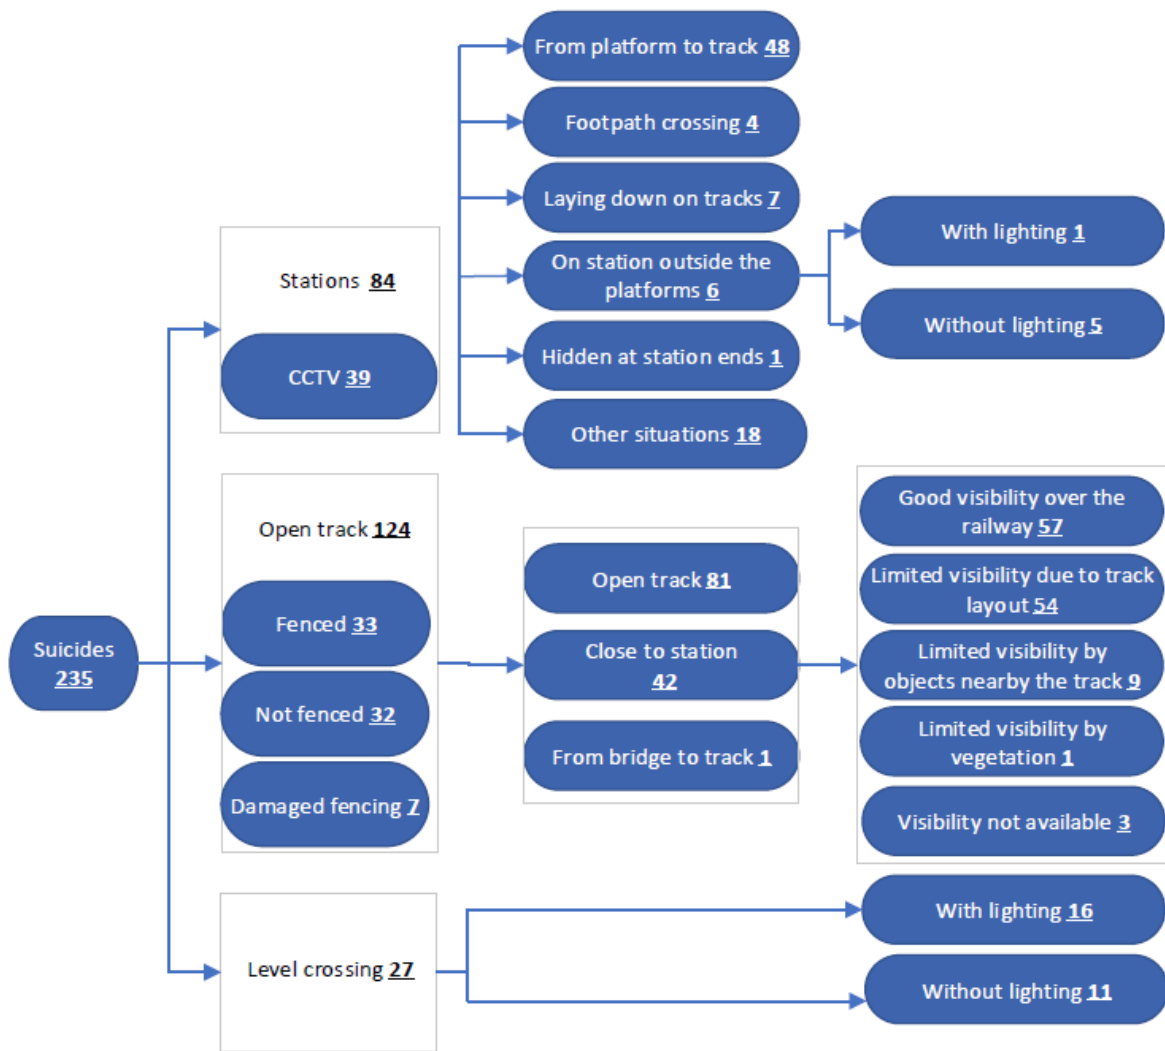 From platform to track 48
Footpath crossing 4
Laying down on tracks 7
On station outside the
platforms 6
Hidden at station ends 1
Other situations 18
With lighting 1
Without lighting 5
Stations 84
CCTV 39
Open track 124
Fenced 33
Not fenced 32
Damaged fencing 7
Suicides
235
Open track 81
Close to station
42
From bridge to track 1
Good visibility over the
railway 57
Limited visibility due to track
layout 54
Limited visibility by
objects nearby the track 9
Limited visibility by
vegetation 1
Visibility not available 3
Level crossing 27
With lighting 16
Without lighting 11